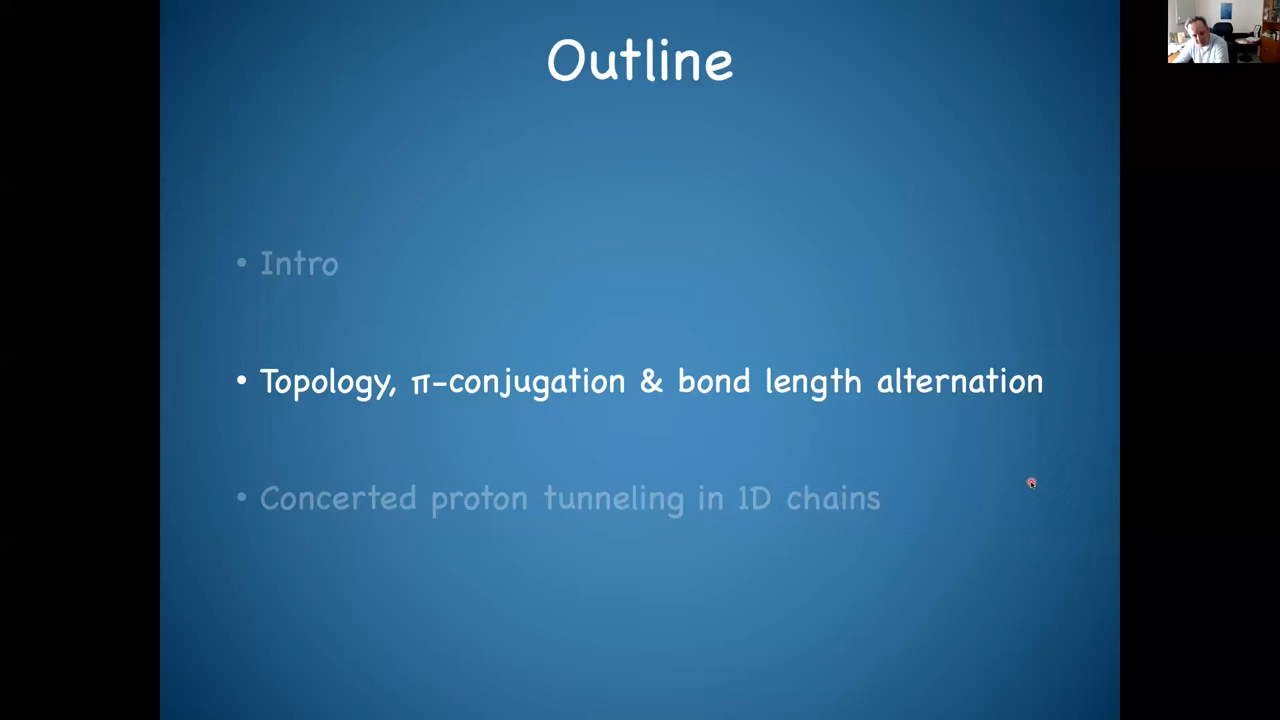 Outline
• Intro
• Topology, π-conjugation & bond length alternation
• Concerted proton tunneling in 1D chains